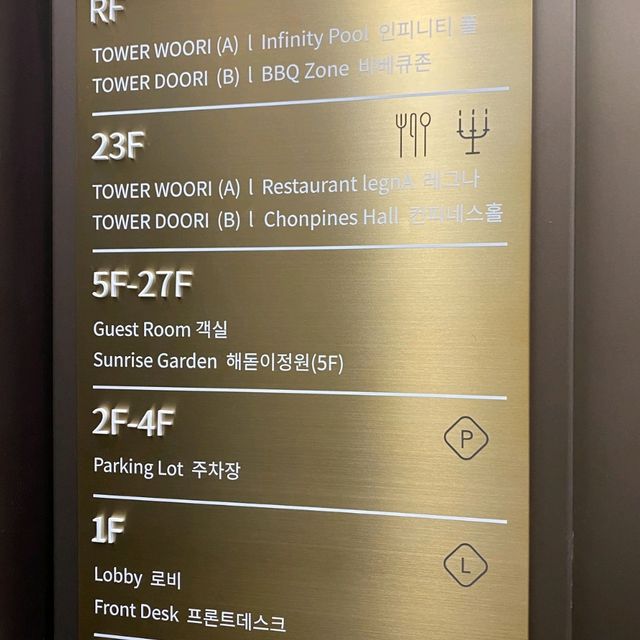 RF
TOWER WOORI (A) l Infinity Pool 인피니티 풀
TOWER DOORI (B) l BBQ Zone 바베큐존
23F
TOWER WOORI (A) l Restaurant legnA 레그나
TOWER DOORI (B) l Chonpines Hall 컨피네스홀
5F-27F
Guest Room 객실
Sunrise Garden 해돋이정원(5F)
2F-4F
P
Parking Lot 주차장
1F
L
Lobby 로비
Front Desk 프론트데스크